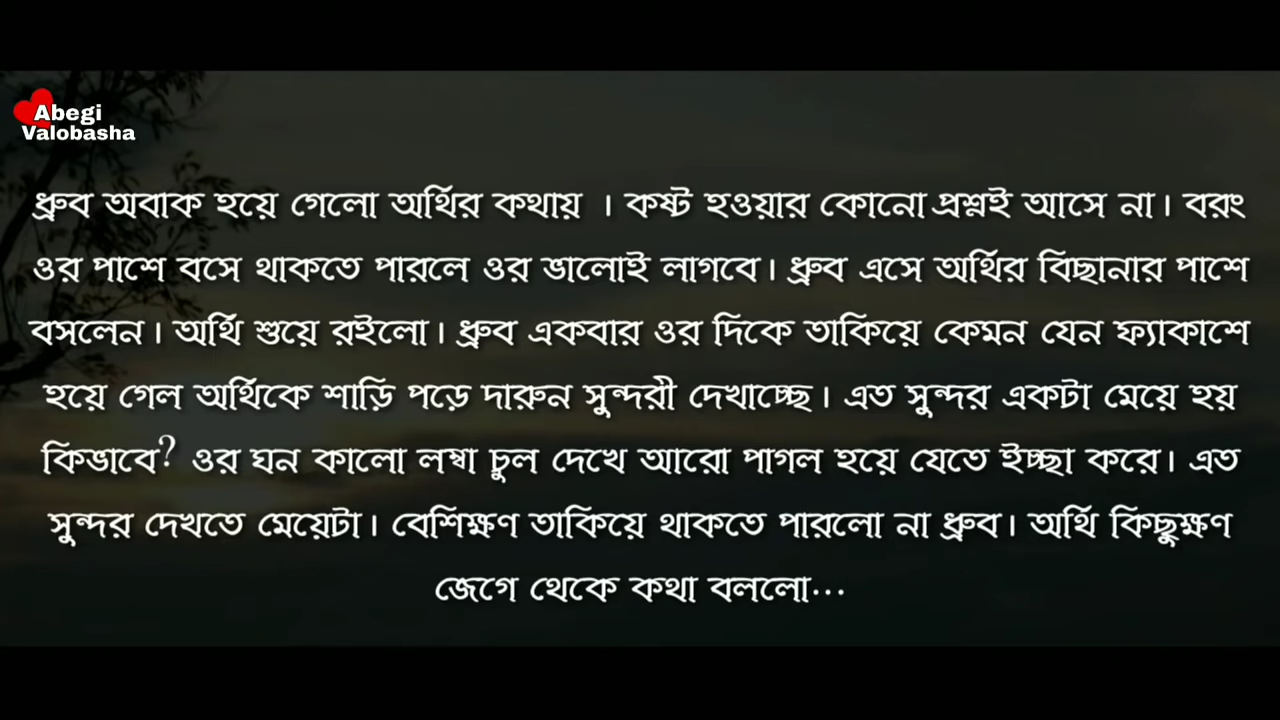 Abegi
Valobasha
ধ্রুব অবাক হয়ে গেলো অর্থির কথায় । কষ্ট হওয়ার কোনো প্রশ্নই আসে না। বরং
ওর পাশে বসে থাকতে পারলে ওর ভালোই লাগবে। ধ্রুব এসে অর্থির বিছানার পাশে
বসলেন। অর্থি শুয়ে রইলো। ধ্রুব একবার ওর দিকে তাকিয়ে কেমন যেন ফ্যাকাশে
হয়ে গেল অর্থিকে শাড়ি পড়ে দারুন সুন্দরী দেখাচ্ছে। এত সুন্দর একটা মেয়ে হয়
কিভাবে? ওর ঘন কালো লম্বা চুল দেখে আরো পাগল হয়ে যেতে ইচ্ছা করে। এত
সুন্দর দেখতে মেয়েটা। বেশিক্ষণ তাকিয়ে থাকতে পারলো না ধ্রুব। অর্থি কিছুক্ষণ
জেগে থেকে কথা বললো...